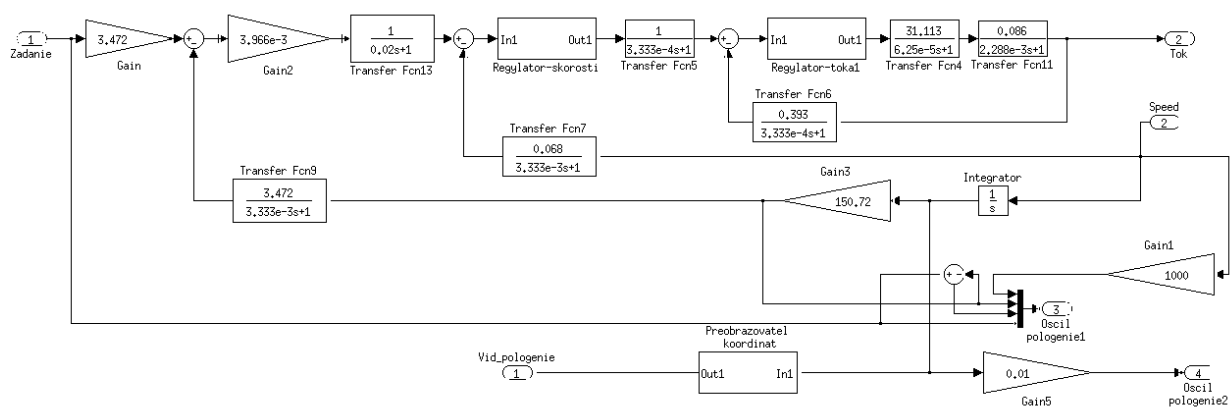 1
Zadanie
3.472
Gain
+
-
3.966e-3
Gain2
1
0.02s+1
Transfer Fcn13
+
-
In1 Out1
Regylator-skorosti
1
3.333e-4s+1
Transfer Fcn5
+
-
In1 Out1
Regylator-toka1
31.113
6.25e-5s+1
Transfer Fcn4
0.086
2.288e-3s+1
Transfer Fcn11
2
Tok
Transfer Fcn6
0.393
3.333e-4s+1
Speed
2
Transfer Fcn7
0.068
3.333e-3s+1
Transfer Fcn9
3.472
3.333e-3s+1
Gain3
150.72
Integrator
1
s
Gain1
1000
+ -
3
Oscil
pologenie1
Preobrazovatel
koordinat
Vid_pologenie
1
Out1 In1
0.01
Gain5
4
Oscil
pologenie2